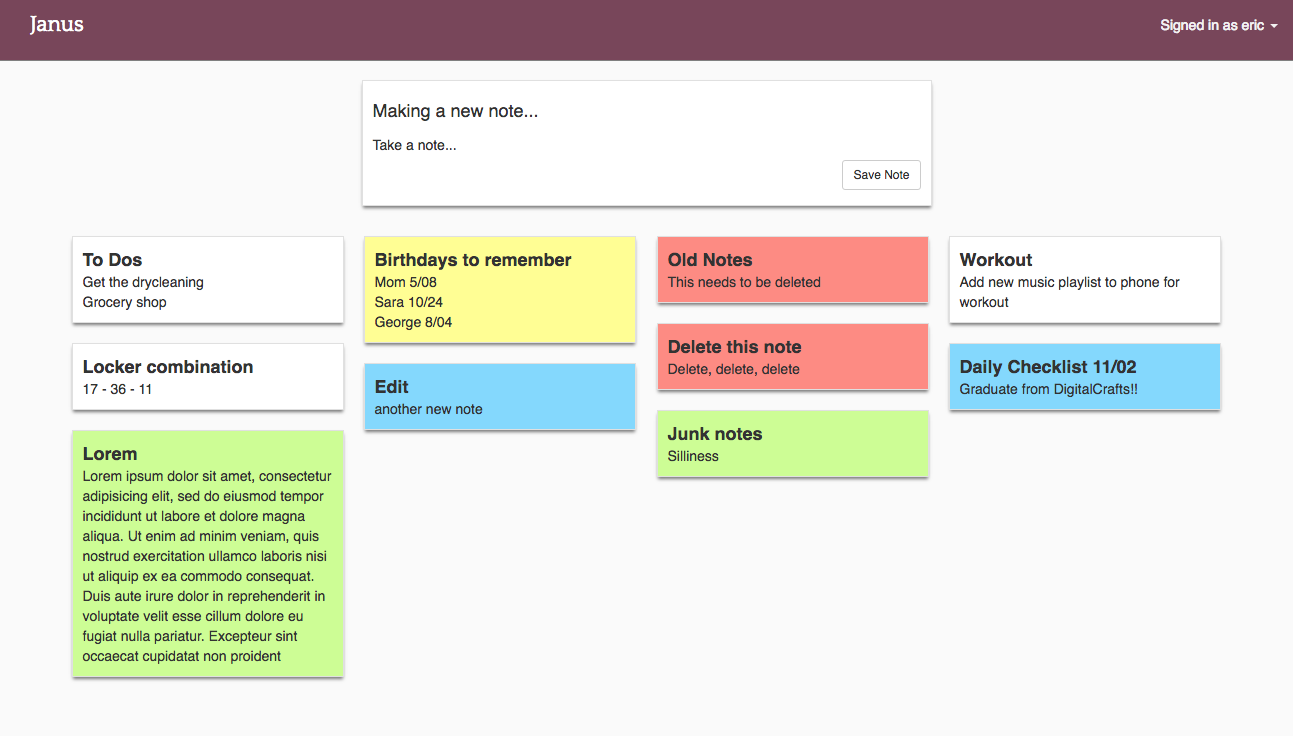 Janus
Signed in as eric
Making a new note...
Take a note...
Save Note
To Dos
Get the drycleaning
Grocery shop
Locker combination
17 - 36 - 11
Lorem
Lorem ipsum dolor sit amet, consectetur
adipisicing elit, sed do eiusmod tempor
incididunt ut labore et dolore magna
aliqua. Ut enim ad minim veniam, quis
nostrud exercitation ullamco laboris nisi
ut aliquip ex ea commodo consequat.
Duis aute irure dolor in reprehenderit in
voluptate velit esse cillum dolore eu
fugiat nulla pariatur. Excepteur sint
occaecat cupidatat non proident
Birthdays to remember
Mom 5/08
Sara 10/24
George 8/04
Edit
another new note
Old Notes
This needs to be deleted
Delete this note
Delete, delete, delete
Junk notes
Silliness
Workout
Add new music playlist to phone for
workout
Daily Checklist 11/02
Graduate from DigitalCrafts!!